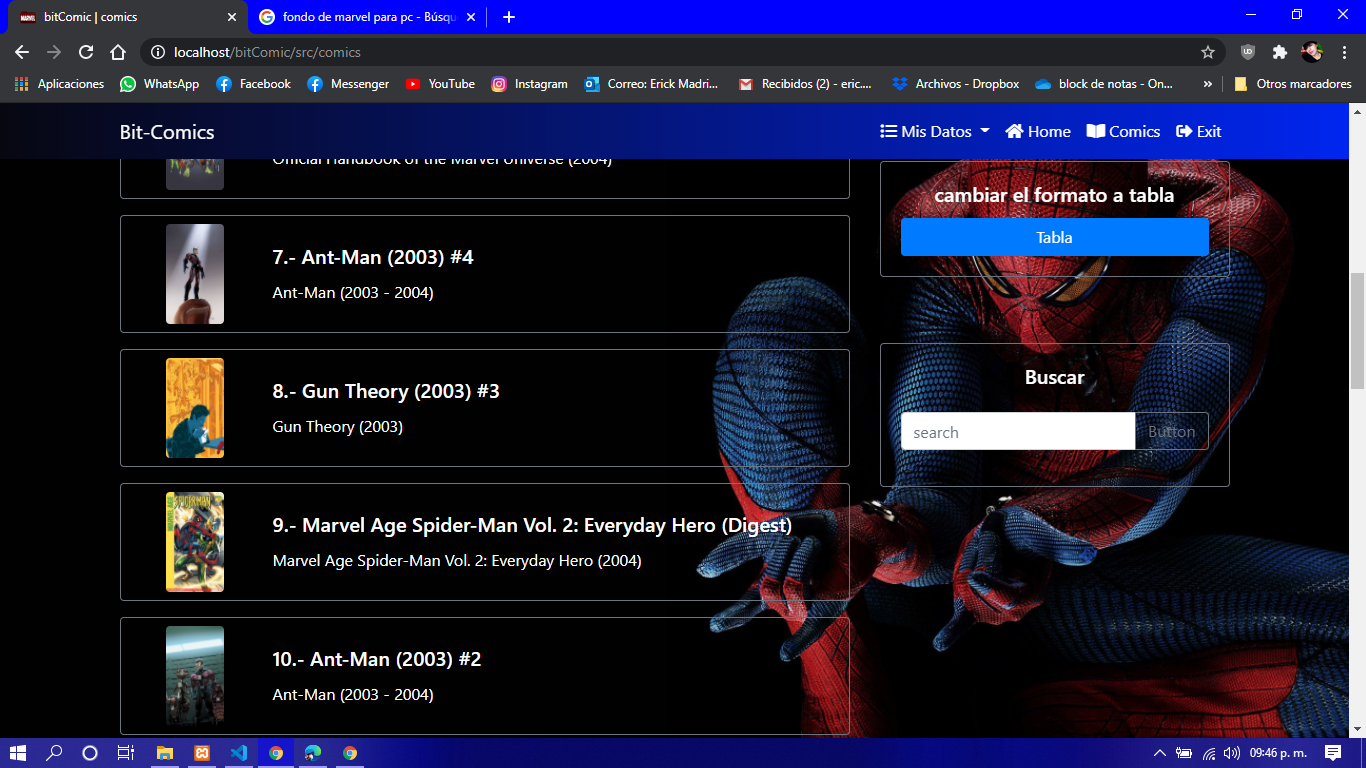 bitComic | comics
fondo de marvel para pc - Búsqu
localhost/bitComic/src/comics
Aplicaciones
WhatsApp
Facebook
Messenger
YouTube
Instagram
Correo: Erick Madri...
Recibidos (2) - eric....
Archivos - Dropbox
block de notas - On...
»
Otros marcadores
Bit-Comics
Mis Datos
Home
Comics
Exit
Official Handbook of the Marvel Universe (2004)
7.- Ant-Man (2003) #4
Ant-Man (2003 - 2004)
8.- Gun Theory (2003) #3
Gun Theory (2003)
9.- Marvel Age Spider-Man Vol. 2: Everyday Hero (Digest)
Marvel Age Spider-Man Vol. 2: Everyday Hero (2004)
10.- Ant-Man (2003) #2
Ant-Man (2003 - 2004)
cambiar el formato a tabla
Tabla
Buscar
search
Button
09:46 p. m.